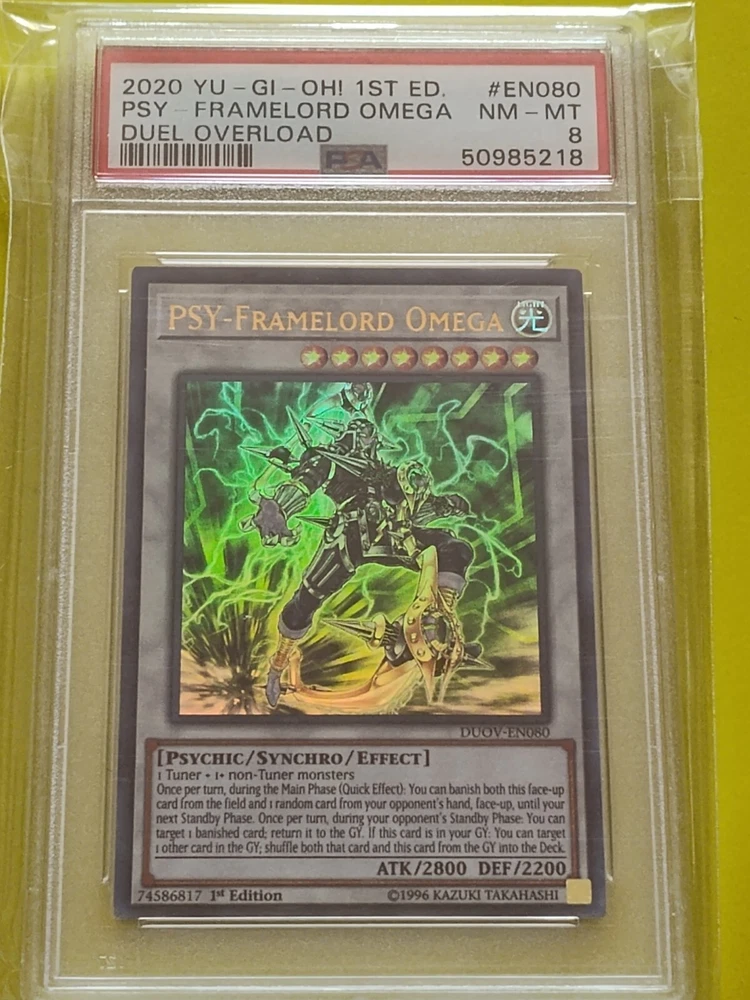 2020 YU-GI-OH! 1ST ED. #EN080
PSY-FRAMELORD OMEGA NM-MT
DUEL OVERLOAD 8
PSA 50985218
PSY-FRAMELORD OMEGA
LIGHT
光
DUOV-EN080
[PSYCHIC/SYNCHRO/EFFECT]
1 Tuner + 1+ non-Tuner monsters
Once per turn, during the Main Phase (Quick Effect): You can banish both this face-up
card from the field and 1 random card from your opponent's hand, face-up, until your
next Standby Phase. Once per turn, during your opponent's Standby Phase: You can
target 1 banished card; return it to the GY. If this card is in your GY: You can target
1 other card in the GY; shuffle both that card and this card from the GY into the Deck.
ATK/2800 DEF/2200
74586817 1st Edition ©1996 KAZUKI TAKAHASHI